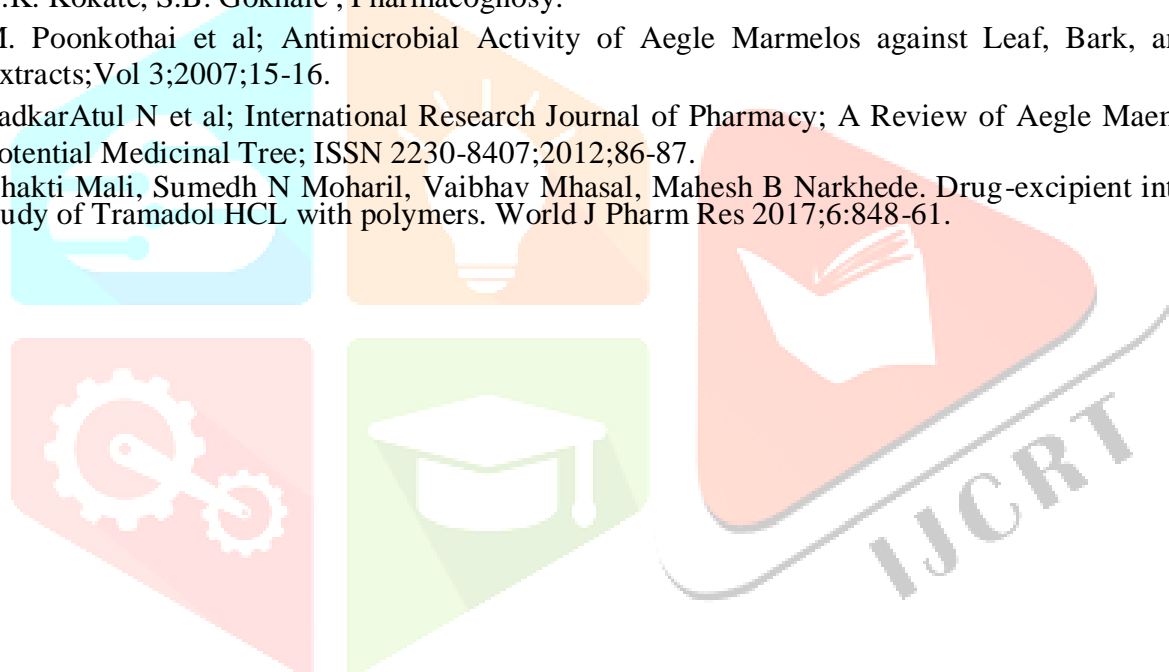 .K. Kokate, S.B. Gokhale , Pharmacognosy.
M. Poonkothai et al; Antimicrobial Activity of Aegle Marmelos against Leaf, Bark, an
xtracts;Vol 3;2007;15-16.
adkarAtul N et al; International Research Journal of Pharmacy; A Review of Aegle Maen
otential Medicinal Tree; ISSN 2230-8407;2012;86-87.
hakti Mali, Sumedh N Moharil, Vaibhav Mhasal, Mahesh B Narkhede. Drug-excipient int
udy of Tramadol HCL with polymers. World J Pharm Res 2017;6:848-61.
IJCRT